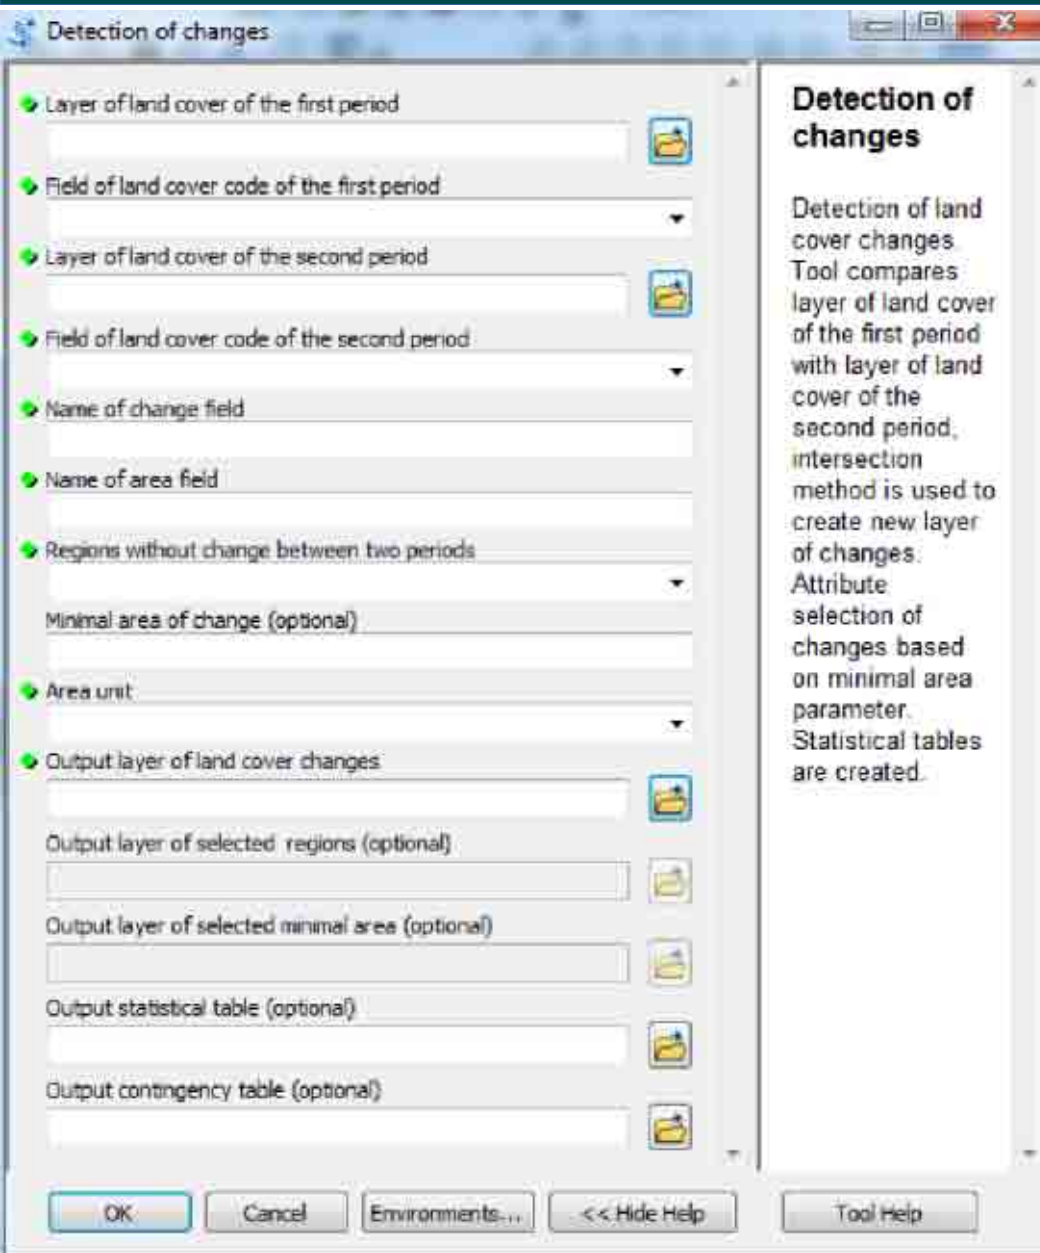 Detection of changes
Layer of land cover of the first period
Field of land cover code of the first period
Layer of land cover of the second period
Field of land cover code of the second period
Name of change field
Name of area field
Regions without change between two periods
Minimal area of change (optional)
Area unit
Output layer of land cover changes
Output layer of selected regions (optional)
Output layer of selected minimal area (optional)
Output statistical table (optional)
Output contingency table (optional)
OK
Cancel
Environments...
<< Hide Help
Detection of
changes
Detection of land
cover changes.
Tool compares
layer of land cover
of the first period
with layer of land
cover of the
second period,
intersection
method is used to
create new layer
of changes.
Attribute
selection of
changes based
on minimal area
parameter.
Statistical tables
are created.
Tool Help